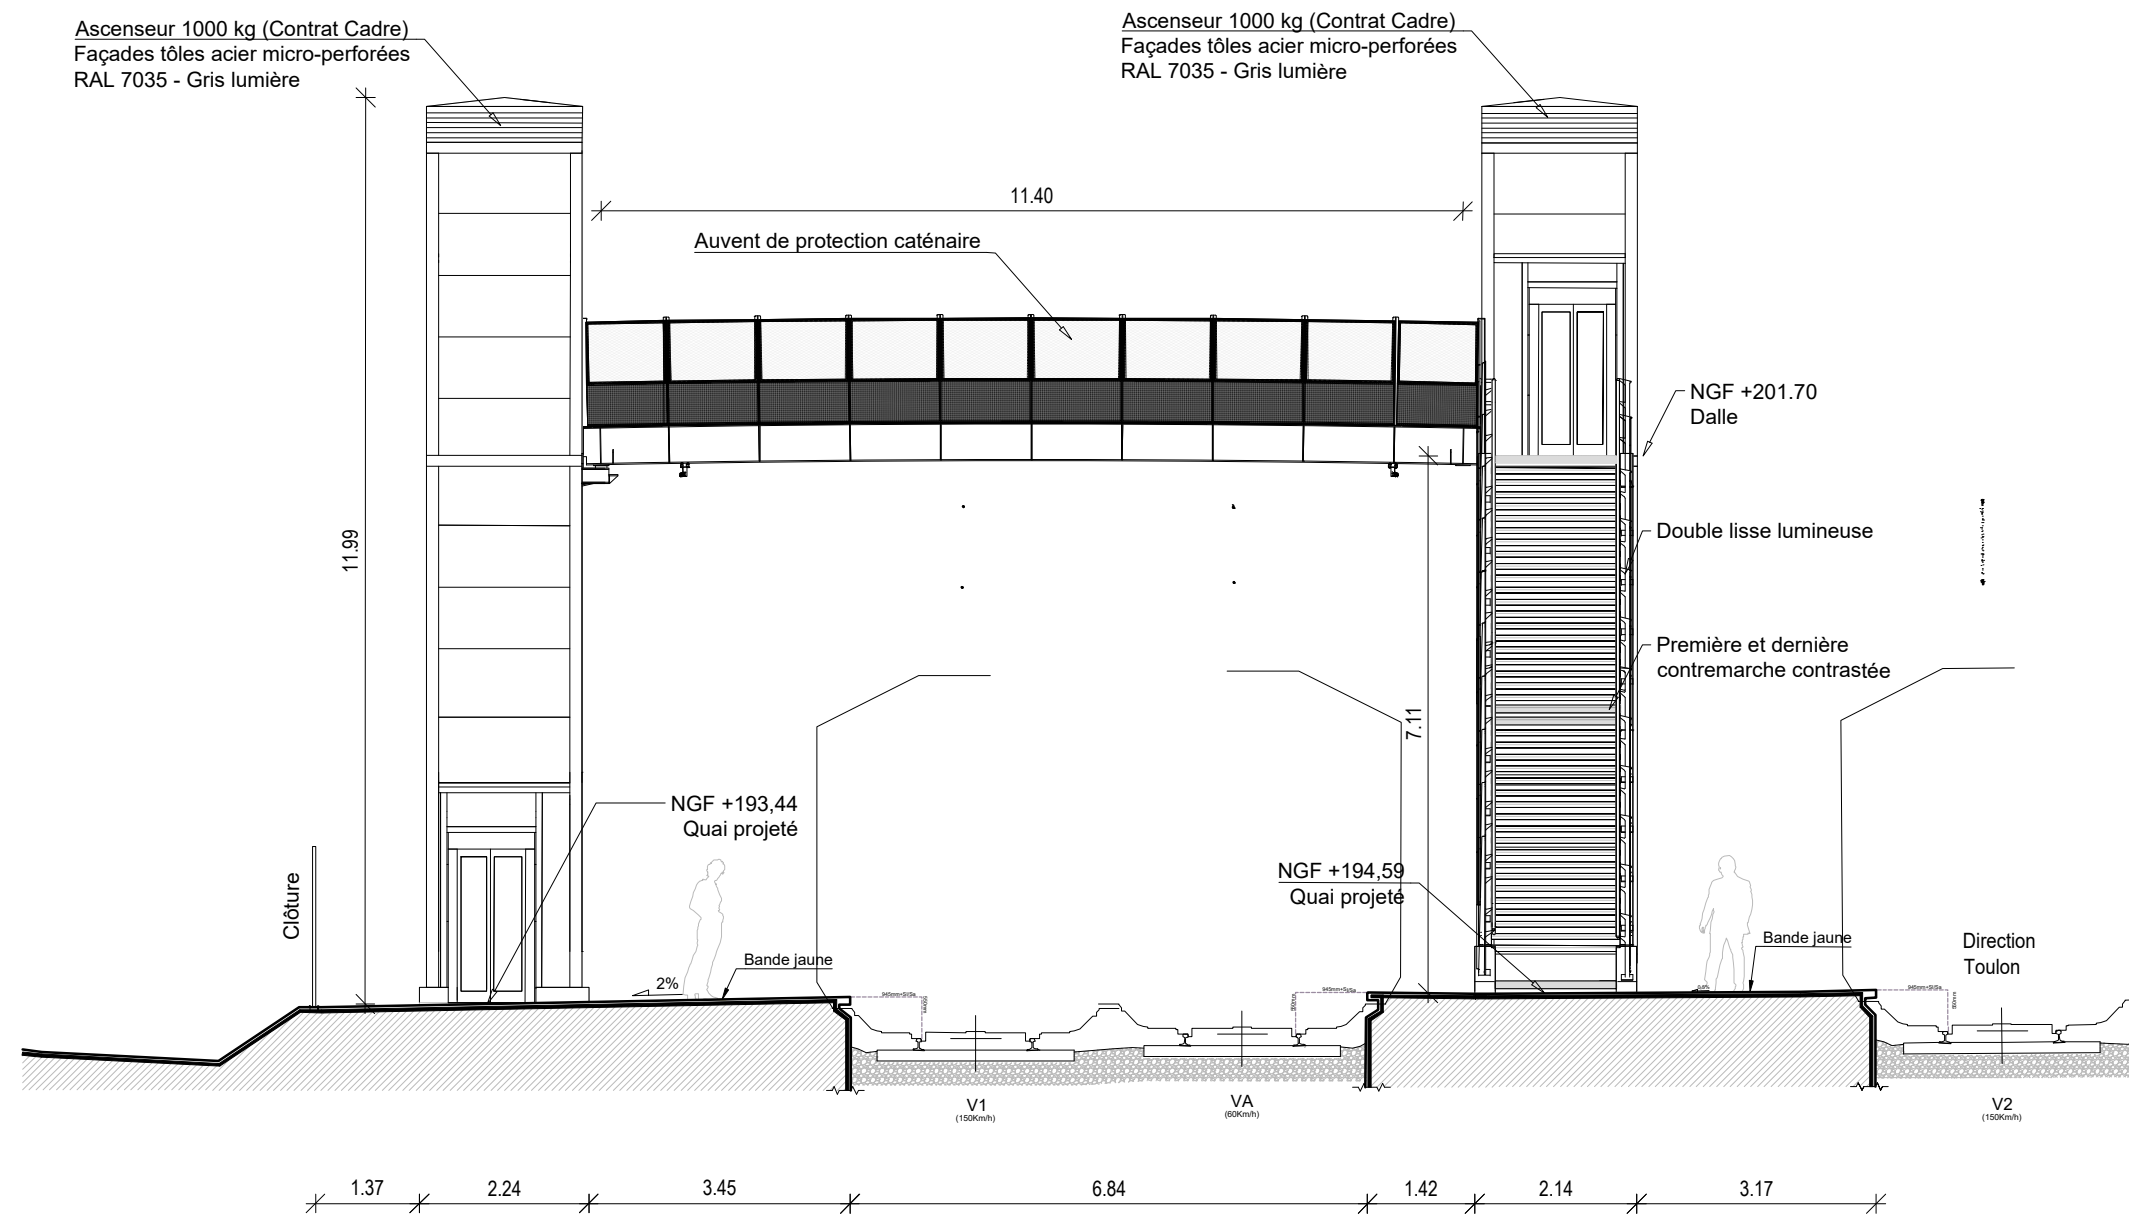 Ascenseur 1000 kg (Contrat Cadre)
Façades tôles acier micro-perforées
RAL 7035 - Gris lumière
Ascenseur 1000 kg (Contrat Cadre)
Façades tôles acier micro-perforées
RAL 7035 - Gris lumière
11.40
Auvent de protection caténaire
NGF +201.70
Dalle
11.99
Double lisse lumineuse
Première et dernière
contremarche contrastée
7.11
NGF +193,44
Quai projeté
NGF +194,59
Quai projeté
Clôture
Bande jaune
2%
Bande jaune
Direction
Toulon
V1
(150Km/h)
VA
(60Km/h)
V2
(150Km/h)
1.37
2.24
3.45
6.84
1.42
2.14
3.17